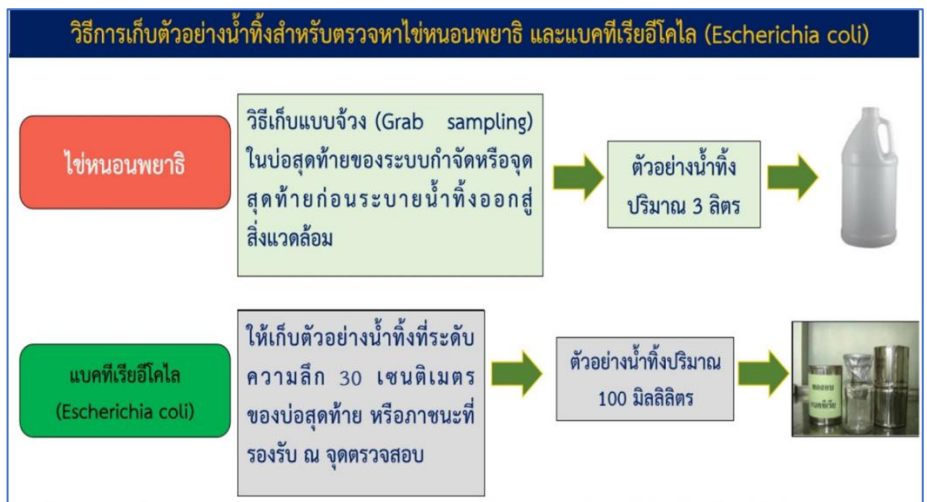 วิธีการเก็บตัวอย่างน้ำทิ้งสำหรับตรวจหาไข่หนอนพยาธิ และแบคทีเรียอีโคไล (Escherichia coli)
ไข่หนอนพยาธิ
วิธีเก็บแบบจ้วง (Grab sampling)
ในบ่อสุดท้ายของระบบกำจัดหรือจุด
สุดท้ายก่อนระบายน้ำทิ้งออกสู่
สิ่งแวดล้อม
ตัวอย่างน้ำทิ้ง
ปริมาณ 3 ลิตร
แบคทีเรียอีโคไล
(Escherichia coli)
ให้เก็บตัวอย่างน้ำทิ้งที่ระดับ
ความลึก 30 เซนติเมตร
ของบ่อสุดท้าย หรือภาชนะที่
รองรับ ณ จุดตรวจสอบ
ตัวอย่างน้ำทิ้งปริมาณ
100 มิลลิลิตร